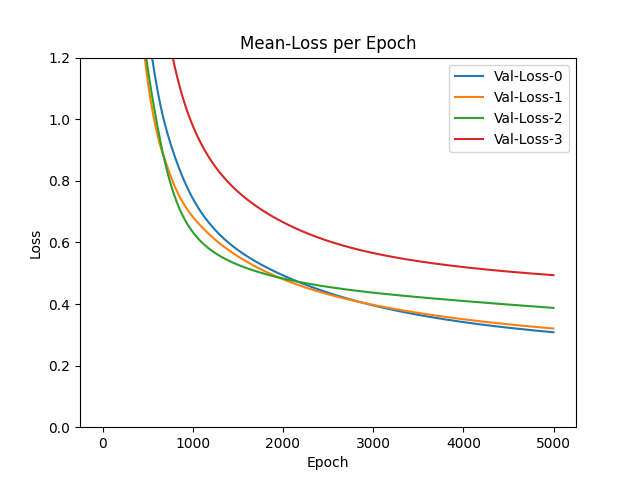 Mean-Loss per Epoch
1.2
1.0
0.8
0.6
0.4
0.2
0.0
Loss
Val-Loss-0
Val-Loss-1
Val-Loss-2
Val-Loss-3
0 1000 2000 3000 4000 5000
Epoch